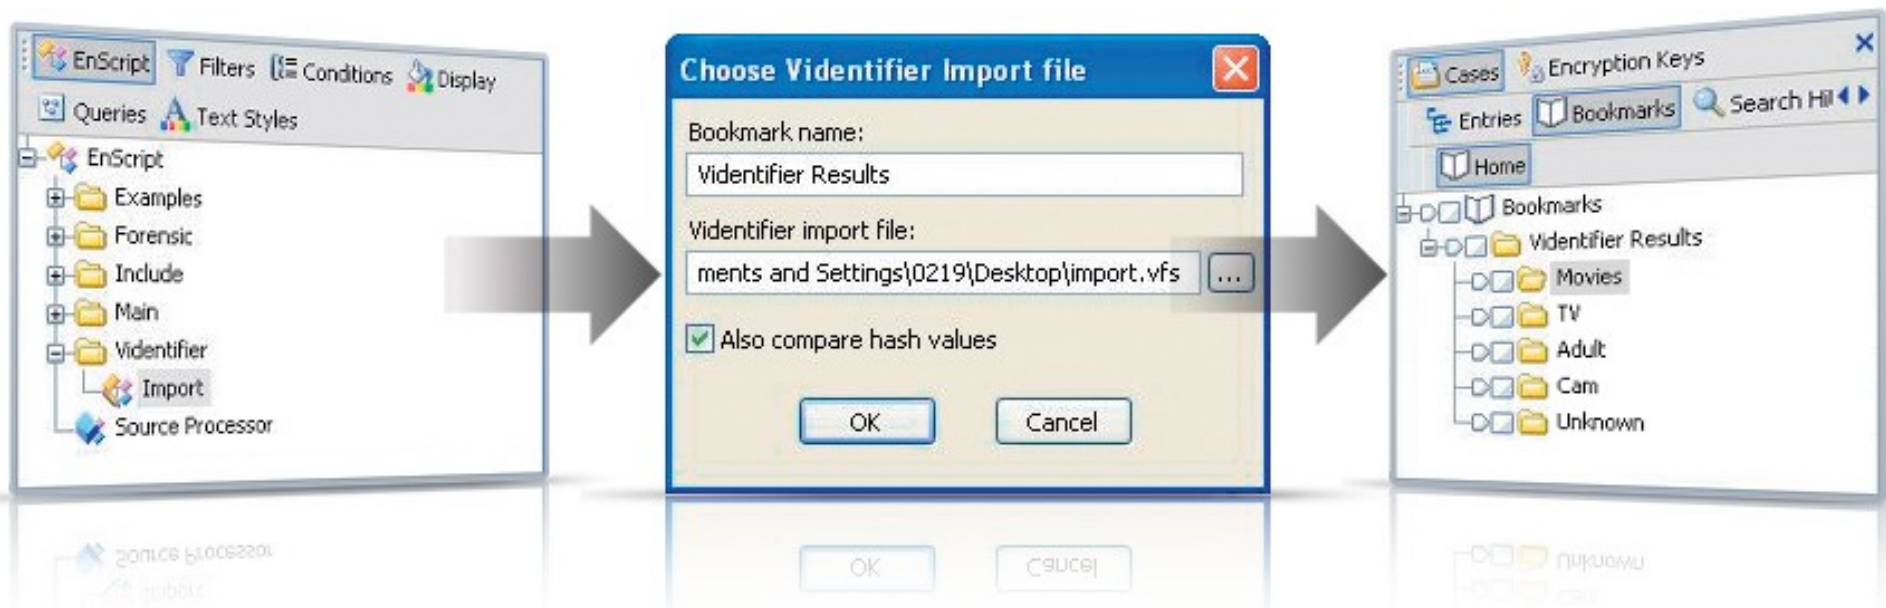 EnScript Filters Conditions Display
Queries Text Styles
EnScript
Examples
Forensic
Include
Main
Videntifier
Import
Source Processor
Choose Videntifier Import file
Bookmark name:
Videntifier Results
Videntifier import file:
ments and Settings\0219\Desktop\import.vfs ...
Also compare hash values
OK Cancel
Cases Encryption Keys
Entries Bookmarks Search Hi
Home
Bookmarks
Videntifier Results
Movies
TV
Adult
Cam
Unknown